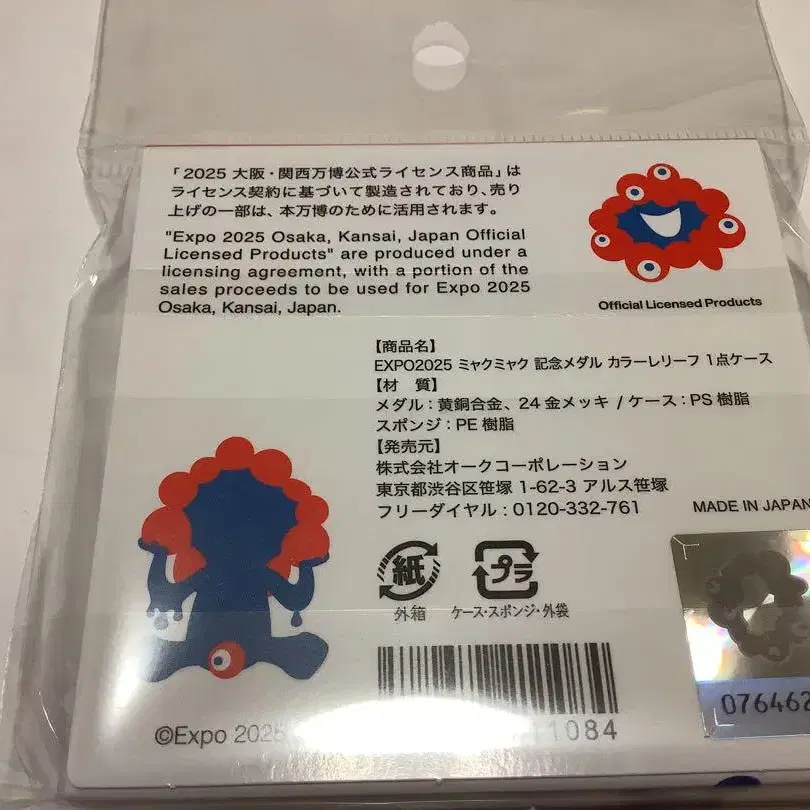 「2025 大阪・関西万博公式ライセンス商品」は
ライセンス契約に基づいて製造されており、売り
上げの一部は、本万博のために活用されます。
"Expo 2025 Osaka, Kansai, Japan Official
Licensed Products" are produced under a
licensing agreement, with a portion of the
sales proceeds to be used for Expo 2025
Osaka, Kansai, Japan.
Official Licensed Products
【商品名】
EXPO2025 ミャクミャク 記念メダル カラーレリーフ 1点ケース
【材　質】
メダル：黄銅合金、24金メッキ / ケース：PS樹脂
スポンジ：PE樹脂
【発売元】
株式会社オークコーポレーション
東京都渋谷区笹塚 1-62-3 アルス笹塚
フリーダイヤル：0120-332-761
MADE IN JAPAN
紙
外箱
プラ
ケース・スポンジ・外袋
076462
©Expo 2025
1084